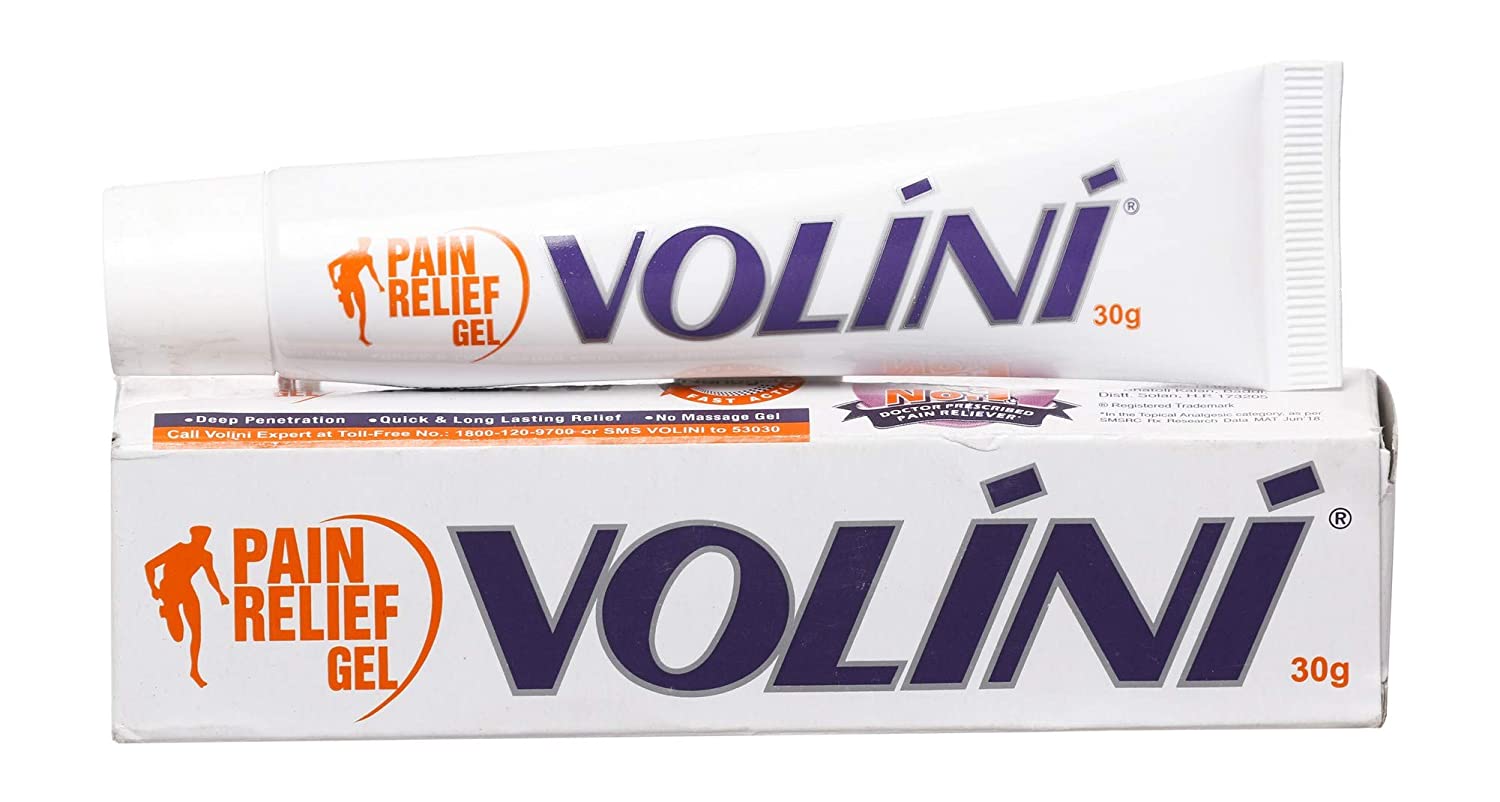 PAIN
RELIEF
GEL
VOLINI®
30g
FAST
•Deep Penetration •Quick & Long Lasting Relief •No Massage Gel
Call Volini Expert at Toll-Free No.: 1800-120-9700 or SMS VOLINI to 53030
No.1
DOCTOR PRESCRIBED
PAIN RELIEVER*
Distt. Solan, H.P. 173205
® Registered Trademark
*In the Topical Analgesic category, as per
SMSRC Rx Research Data MAT Jun'18
PAIN
RELIEF
GEL
VOLINI®
30g